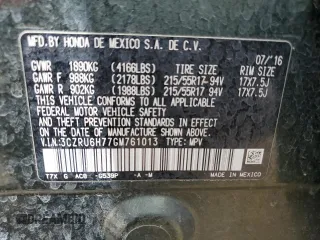 MFD.BY HONDA DE MEXICO S.A. DE C.V.
07/'16
GVWR 1890KG (4166LBS) TIRE SIZE RIM SIZE
GAWR F 988KG (2178LBS) 215/55R17 94V 17X7.5J
GAWR R 902KG (1988LBS) 215/55R17 94V 17X7.5J
THIS VEHICLE CONFORMS TO ALL APPLICABLE
FEDERAL MOTOR VEHICLE SAFETY AND
THEFT PREVENTION STANDARDS IN EFFECT ON
THE DATE OF MANUFACTURE SHOWN ABOVE.
V.I.N:3CZRU6H77GM761013 TYPE: MPV
T7X G AC0 -G539P -A -M